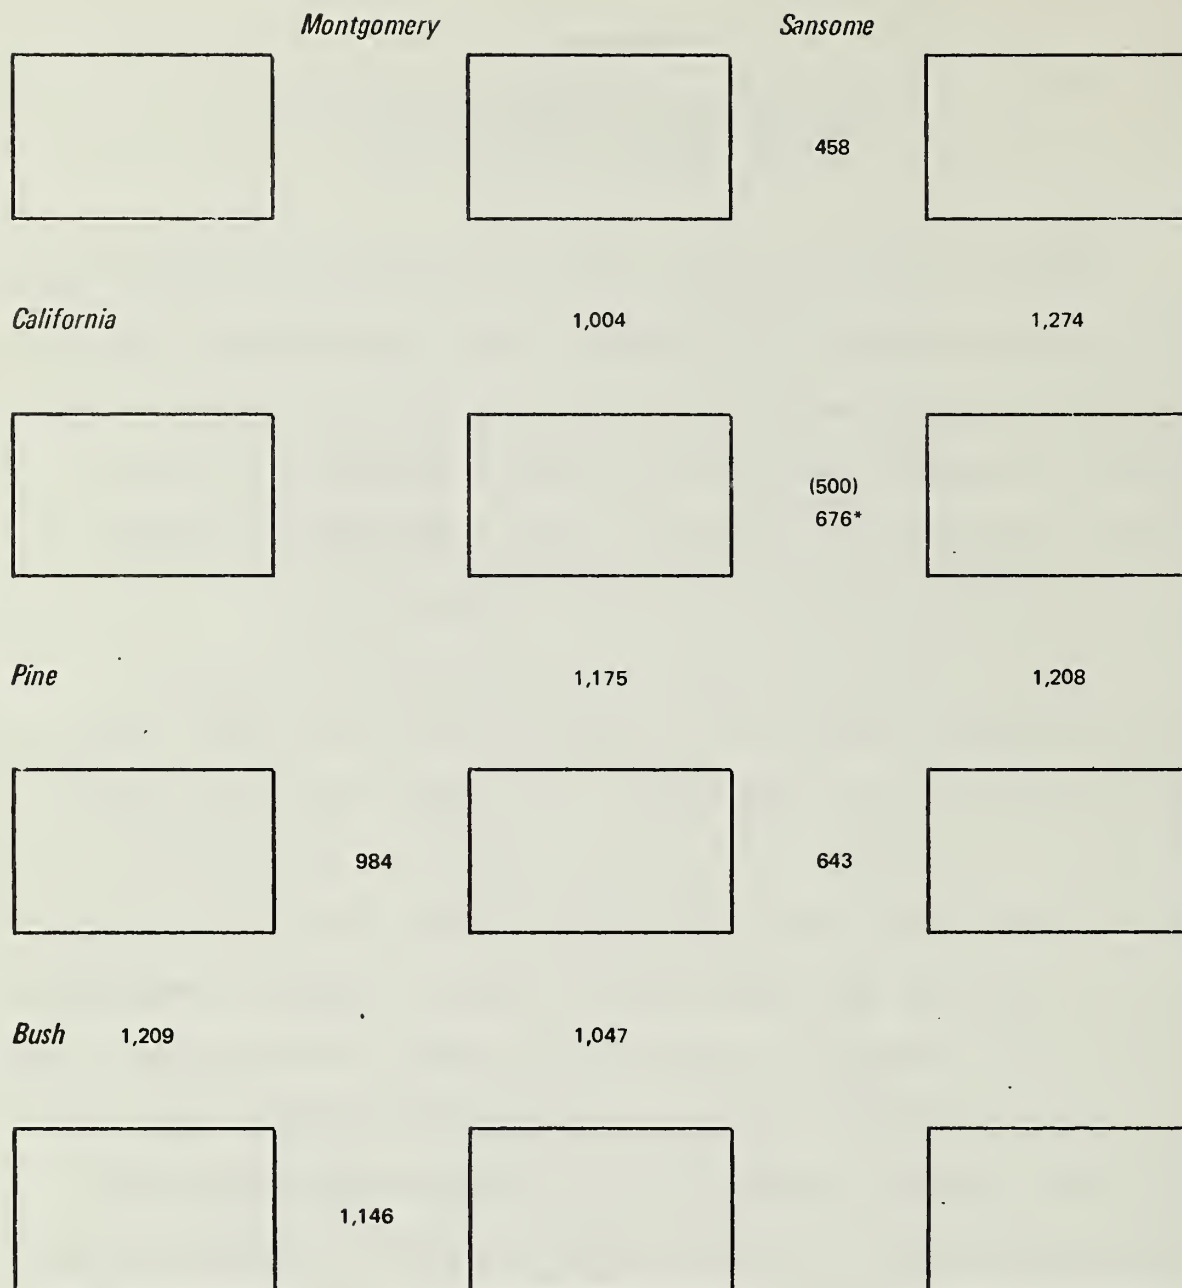 Montgomery Sansome
458
California 1,004 1,274
(500)
676*
Pine 1,175 1,208
984 643
Bush 1,209 1,047
1,146